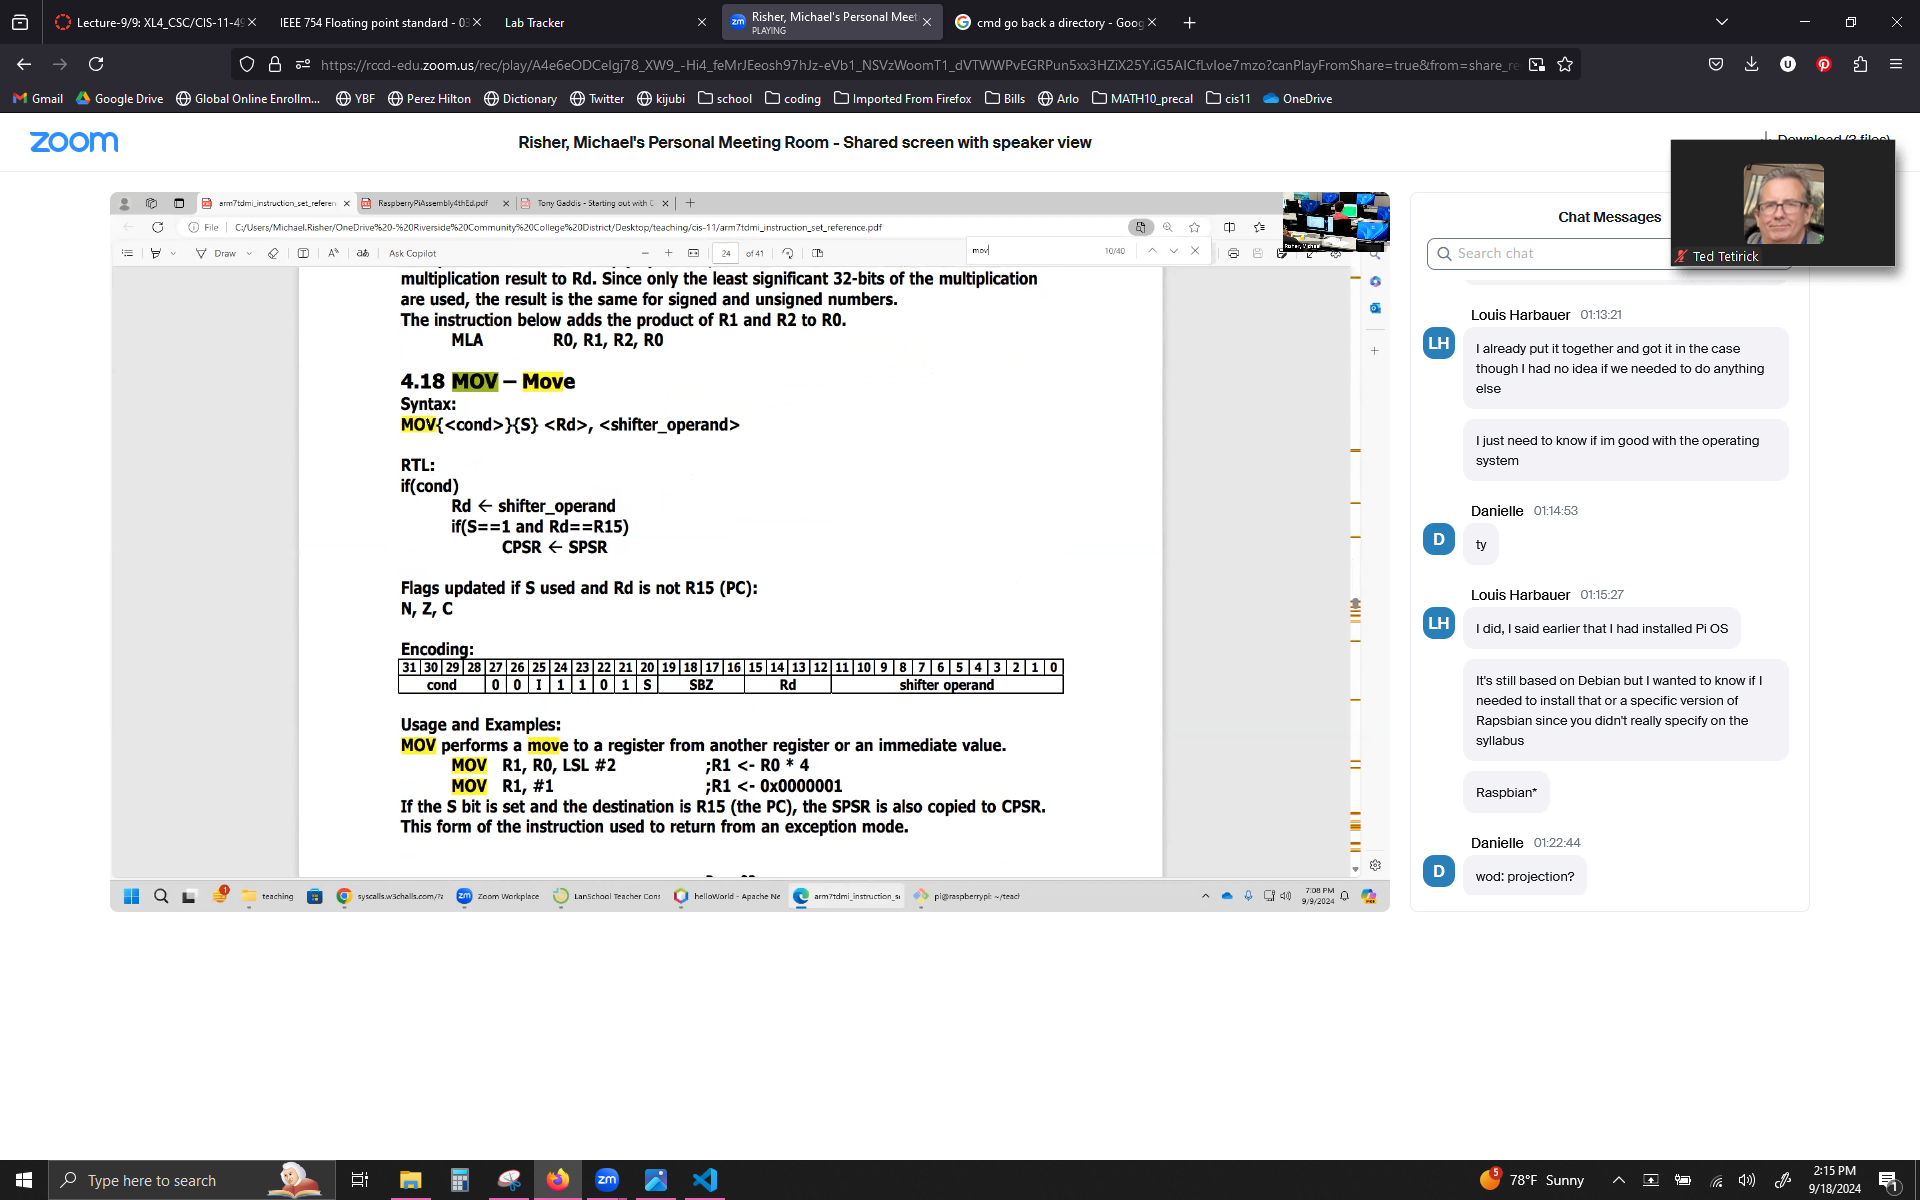 Lecture-9/9: XL4_CSC/CIS-11-49
IEEE 754 Floating point standard - 03
Lab Tracker
Risher, Michael's Personal Meeti
PLAYING
cmd go back a directory - Goog
https://rccd-edu.zoom.us/rec/play/
Gmail
Google Drive
Global Online Enrollm...
YBF
Perez Hilton
Dictionary
Twitter
kijubi
school
coding
Imported From Firefox
Bills
Arlo
MATH10_precal
cis11
OneDrive
zoom
Risher, Michael's Personal Meeting Room - Shared screen with speaker view
Download (3 files)
Ted Tetirick
arm7tdmi_instruction_set_referen
RaspberryPiAssembly4thEd.pdf
Tony Gaddis - Starting out with C
File
C:/Users/Michael.Risher/OneDrive%20-%20Riverside%20Community%20College%20District/Desktop/teaching/cis-11/arm7tdmi_instruction_set_reference.pdf
Draw
Ask Copilot
24
of 41
mov
10/40
multiplication result to Rd. Since only the least significant 32-bits of the multiplication
are used, the result is the same for signed and unsigned numbers.
The instruction below adds the product of R1 and R2 to R0.
MLA R0, R1, R2, R0
4.18 MOV – Move
Syntax:
MOV{<cond>}{S} <Rd>, <shifter_operand>
RTL:
if(cond)
Rd ← shifter_operand
if(S==1 and Rd==R15)
CPSR ← SPSR
Flags updated if S used and Rd is not R15 (PC):
N, Z, C
Encoding:
31 30 29 28 27 26 25 24 23 22 21 20 19 18 17 16 15 14 13 12 11 10 9 8 7 6 5 4 3 2 1 0
cond 0 0 I 1 1 0 1 S SBZ Rd shifter operand
Usage and Examples:
MOV performs a move to a register from another register or an immediate value.
MOV R1, R0, LSL #2 ;R1 <- R0 * 4
MOV R1, #1 ;R1 <- 0x0000001
If the S bit is set and the destination is R15 (the PC), the SPSR is also copied to CPSR.
This form of the instruction used to return from an exception mode.
teaching
syscalls.w3challs.com/?a
Zoom Workplace
LanSchool Teacher Cons
helloWorld - Apache Ne
arm7tdmi_instruction_se
pi@raspberrypi: ~/teach
7:08 PM
9/9/2024
Chat Messages
Search chat
Louis Harbauer 01:13:21
LH
I already put it together and got it in the case
though I had no idea if we needed to do anything
else
I just need to know if im good with the operating
system
Danielle 01:14:53
D
ty
Louis Harbauer 01:15:27
LH
I did, I said earlier that I had installed Pi OS
It's still based on Debian but I wanted to know if I
needed to install that or a specific version of
Rapsbian since you didn't really specify on the
syllabus
Raspbian*
Danielle 01:22:44
D
wod: projection?
Type here to search
5
78°F Sunny
2:15 PM
9/18/2024
1